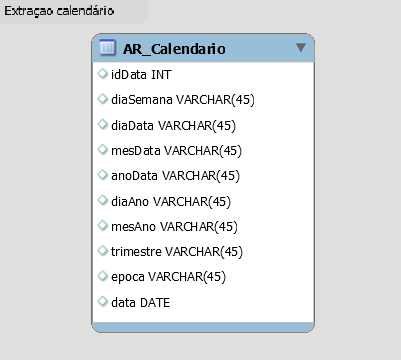 Extraçao calendário
AR_Calendario
idData INT
diaSemana VARCHAR(45)
diaData VARCHAR(45)
mesData VARCHAR(45)
anoData VARCHAR(45)
diaAno VARCHAR(45)
mesAno VARCHAR(45)
trimestre VARCHAR(45)
epoca VARCHAR(45)
data DATE